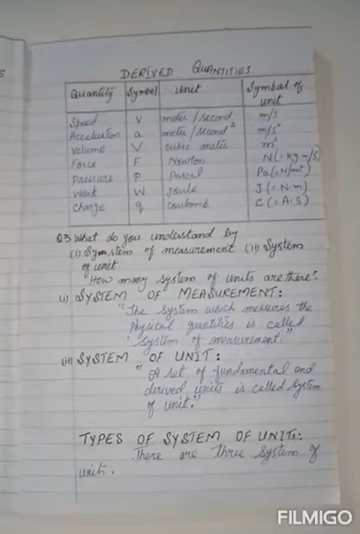 DERIVED QUANTITIES
Quantity Symbol Unit Symbol of unit
Speed v meter/second m/s
Acceleration a meter/second² m/s²
Volume V cubic meter m³
Force F Newton N(=Kg-m/s²)
Pressure P Pascal Pa(=N/m²)
Work W Joule J(=N.m)
Charge q coulomb C(=A.S)
Q3 What do you understand by
(i) System of measurement (ii) System
of unit.
How many system of units are there?
(i) SYSTEM OF MEASUREMENT:
"The system which measures the
physical quantities is called
system of measurement."
(ii) SYSTEM OF UNIT:
"A set of fundamental and
derived units is called System
of unit."
TYPES OF SYSTEM OF UNITS:
There are three system of
units.
FILMIGO